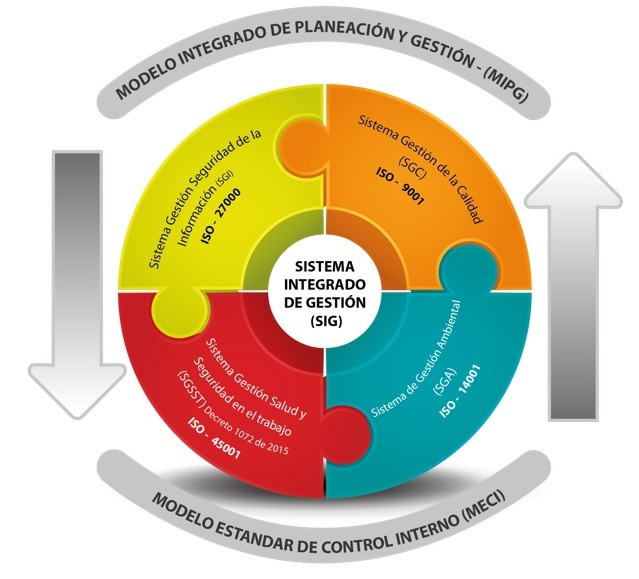 MODELO INTEGRADO DE PLANEACIÓN Y GESTIÓN - (MIPG)
Sistema Gestión Seguridad de la
Información (SGI)
ISO - 27000
Sistema Gestión de la Calidad
(SGC)
ISO - 9001
SISTEMA
INTEGRADO
DE GESTIÓN
(SIG)
Sistema Gestión Salud y
Seguridad en el trabajo
(SGSST) Decreto 1072 de 2015
ISO - 45001
Sistema de Gestión Ambiental
(SGA)
ISO - 14001
MODELO ESTANDAR DE CONTROL INTERNO (MECI)